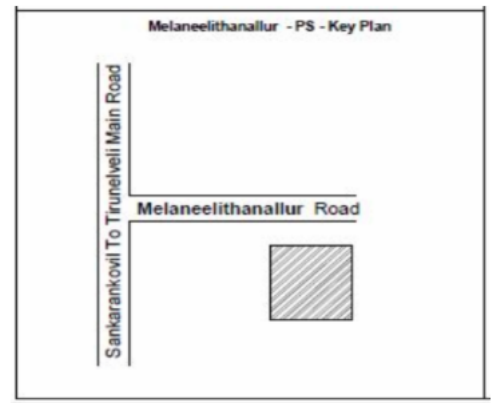 Melaneelithanallur - PS - Key Plan
Sankarankovil To Tirunelveli Main Road
Melaneelithanallur Road